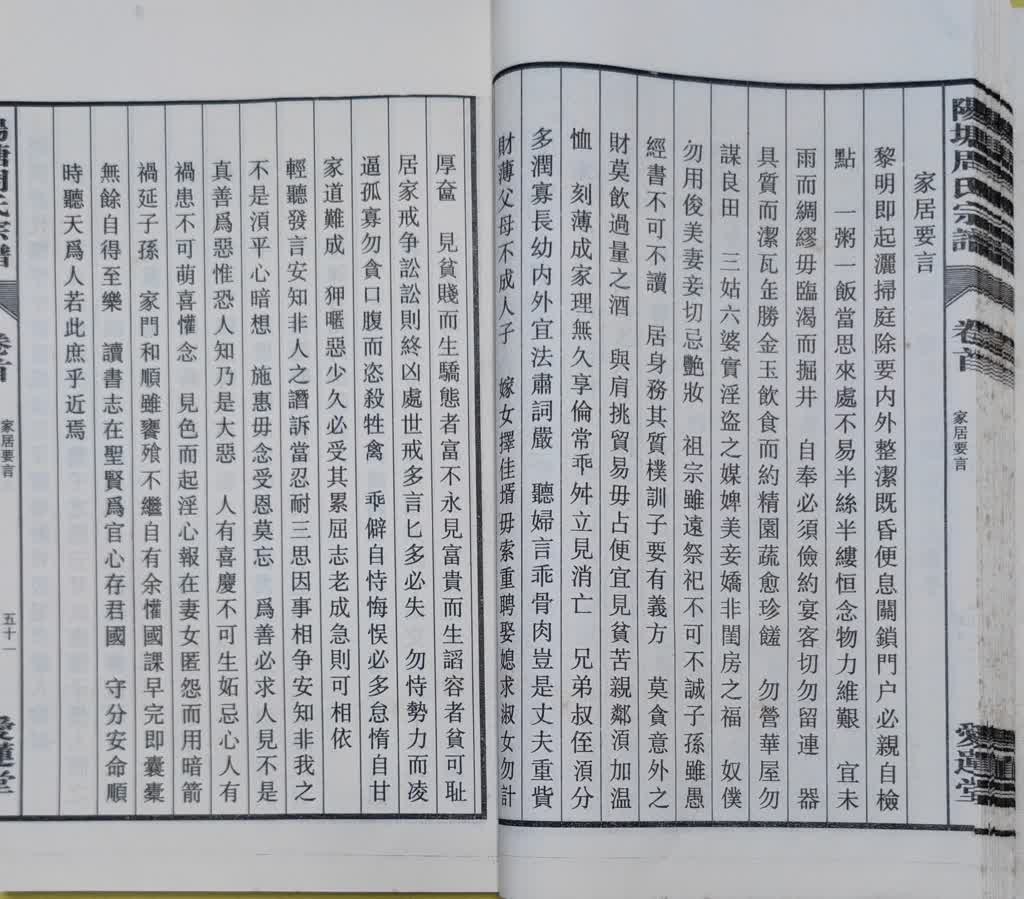 陽塘周氏宗譜
卷首
家居要言
愛蓮堂
家居要言
黎明即起灑掃庭除要内外整潔既昏便息關鎖門户必親自檢
點　一粥一飯當思來處不易半絲半縷恒念物力維艱　宜未
雨而綢繆毋臨渴而掘井　自奉必須儉約宴客切勿留連　器
具質而潔瓦缶勝金玉飲食而約精園蔬愈珍饈　勿營華屋勿
謀良田　三姑六婆實淫盗之媒婢美妾嬌非閨房之福　奴僕
勿用俊美妻妾切忌艷妝　祖宗雖遠祭祀不可不誠子孫雖愚
經書不可不讀　居身務其質樸訓子要有義方　莫貪意外之
財莫飲過量之酒　與肩挑貿易毋占便宜見貧苦親鄰湏加温
恤　刻薄成家理無久享倫常乖舛立見消亡　兄弟叔侄湏分
多潤寡長幼内外宜法肅詞嚴　聽婦言乖骨肉豈是丈夫重貲
財薄父母不成人子　嫁女擇佳壻毋索重聘娶媳求淑女勿計
厚奩　見貧賤而生驕態者富不永見富貴而生謟容者貧可耻
居家戒争訟訟則終凶處世戒多言匕多必失　勿恃勢力而凌
逼孤寡勿貪口腹而恣殺牲禽　乖僻自恃悔悮必多怠惰自甘
家道難成　狎暱惡少久必受其累屈志老成急則可相依
輕聽發言安知非人之譖訴當忍耐三思因事相争安知非我之
不是湏平心暗想　施惠毋念受恩莫忘　爲善必求人見不是
真善爲惡惟恐人知乃是大惡　人有喜慶不可生妬忌心人有
禍患不可萌喜懽念　見色而起淫心報在妻女匿怨而用暗箭
禍延子孫　家門和順雖饔飧不繼自有余懽國課早完即囊橐
無餘自得至樂　讀書志在聖賢爲官心存君國　守分安命順
時聽天爲人若此庶乎近焉
陽塘周氏宗譜
卷首
家居要言
五十一
愛蓮堂